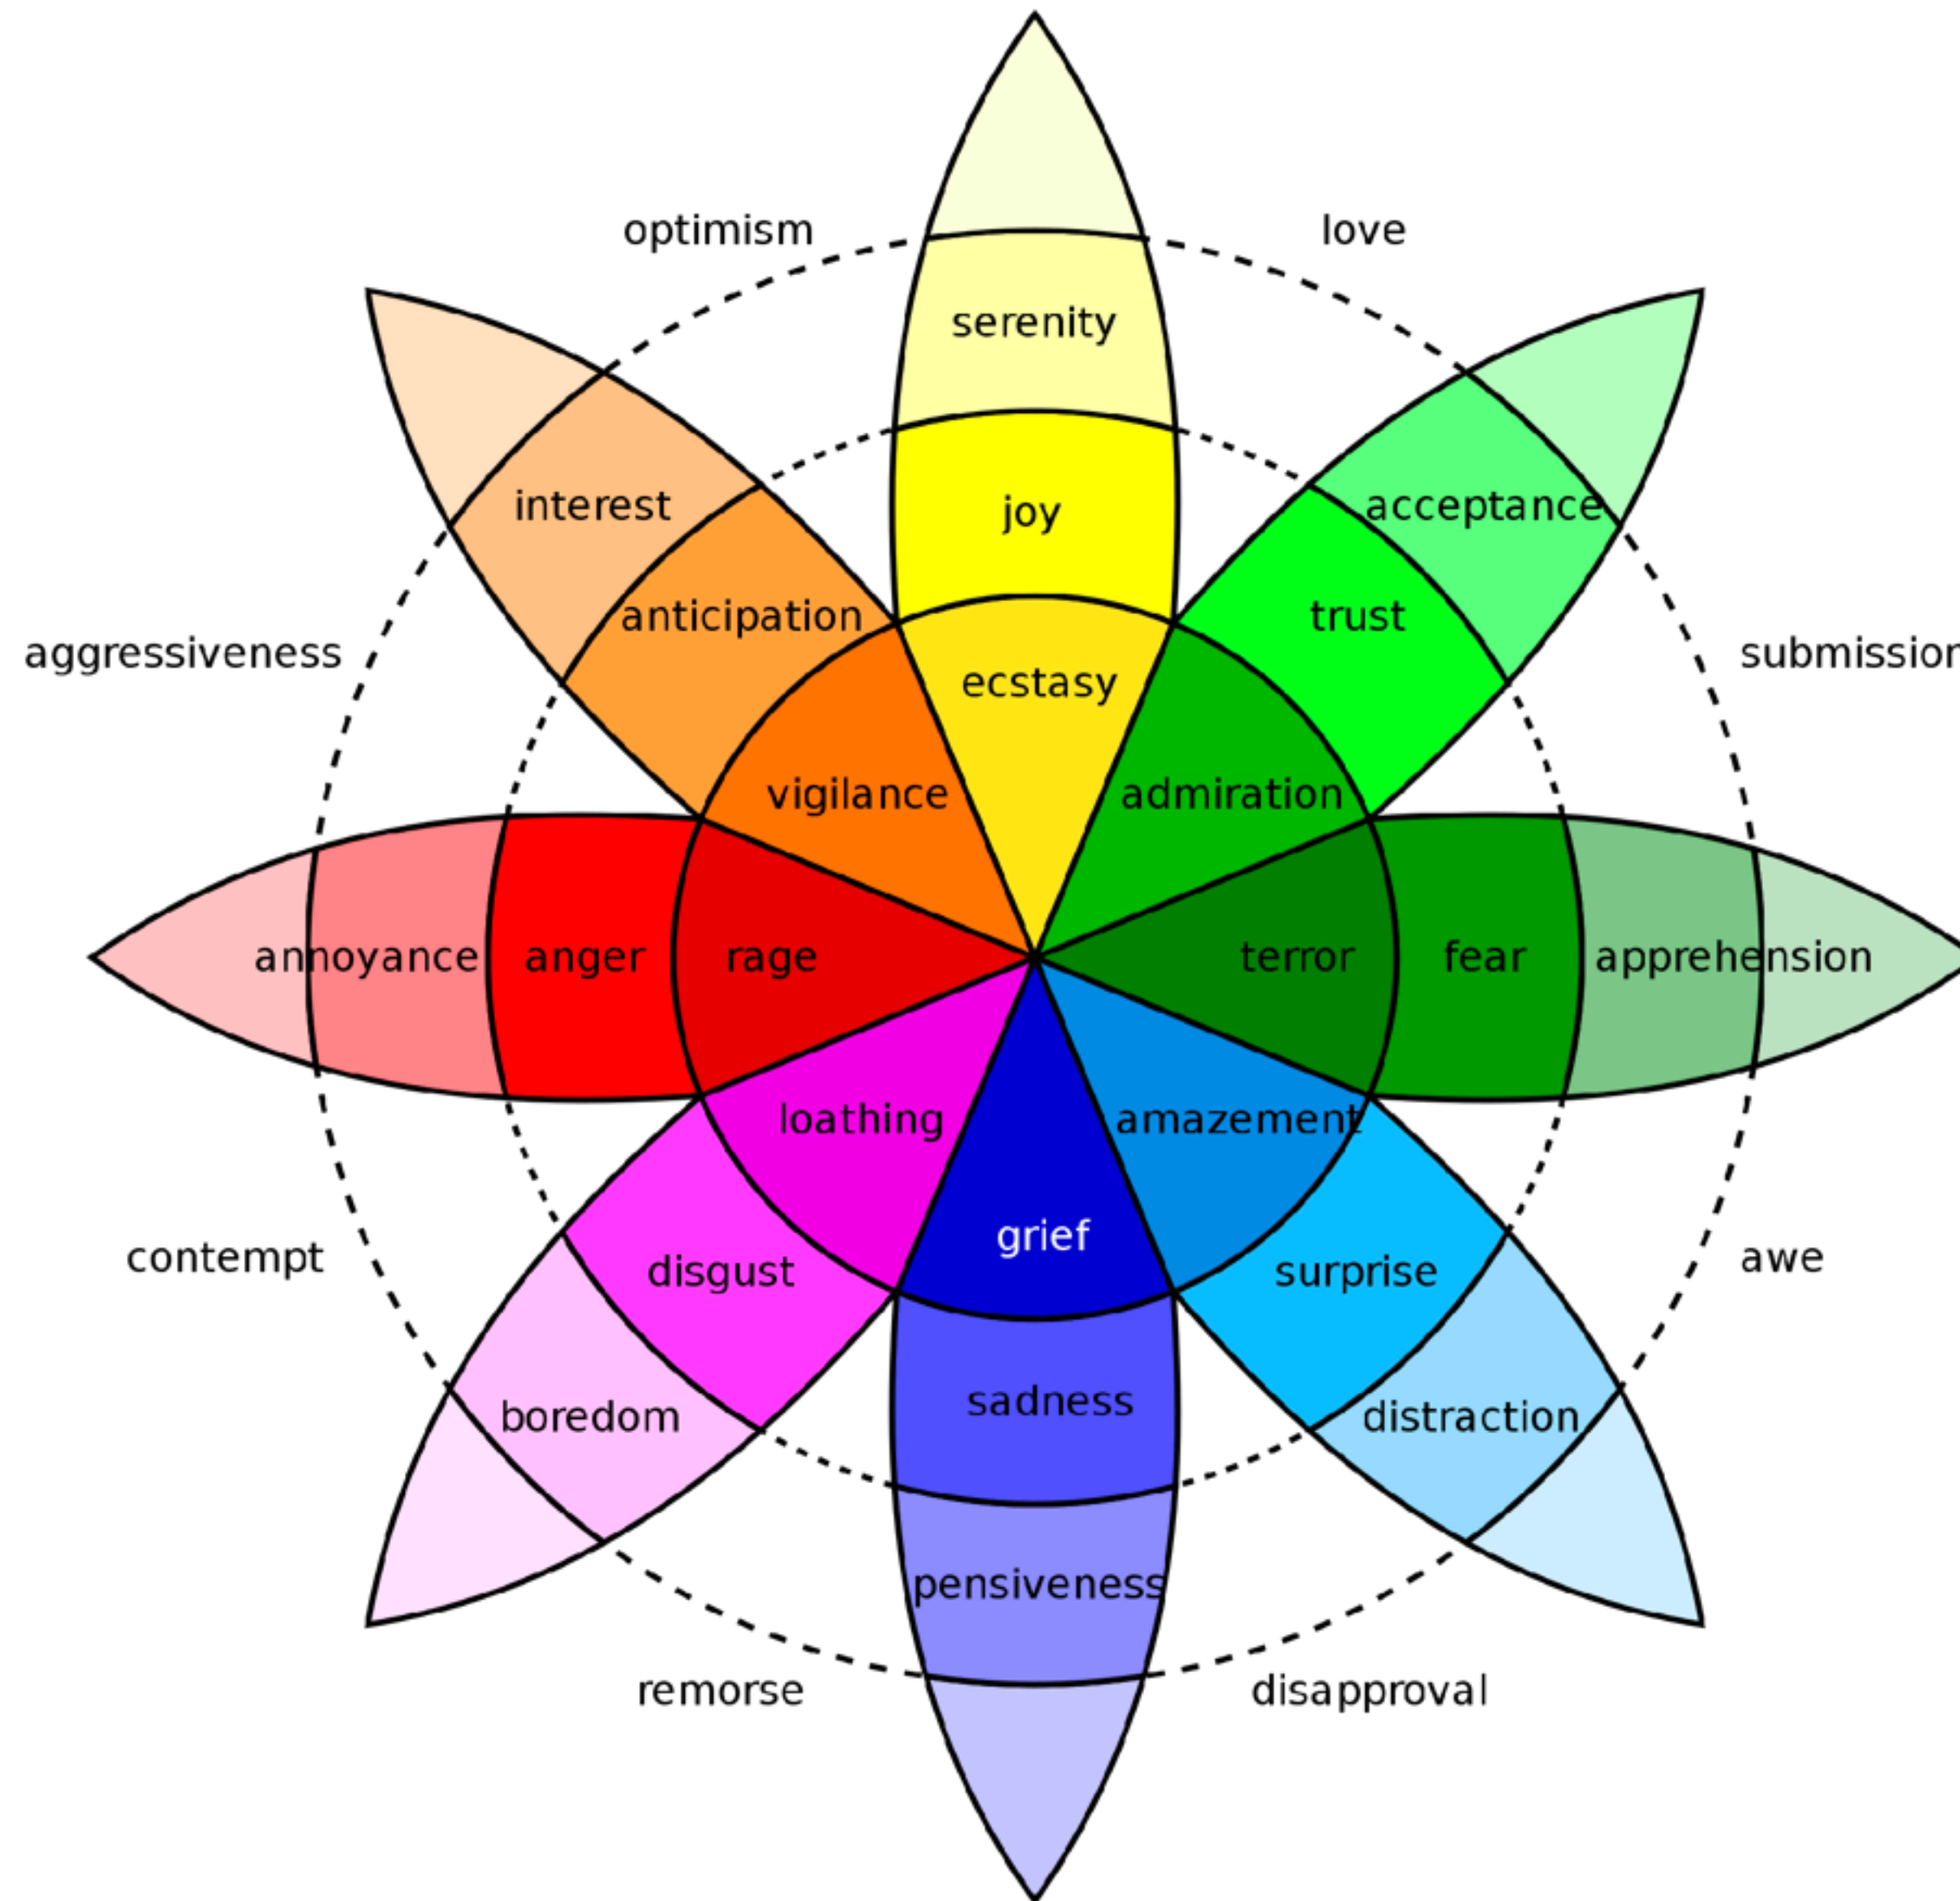 optimism
love
serenity
interest
acceptance
joy
anticipation
trust
aggressiveness
submission
ecstasy
vigilance
admiration
annoyance
anger
rage
terror
fear
apprehension
loathing
amazement
grief
contempt
awe
disgust
surprise
sadness
boredom
distraction
pensiveness
remorse
disapproval